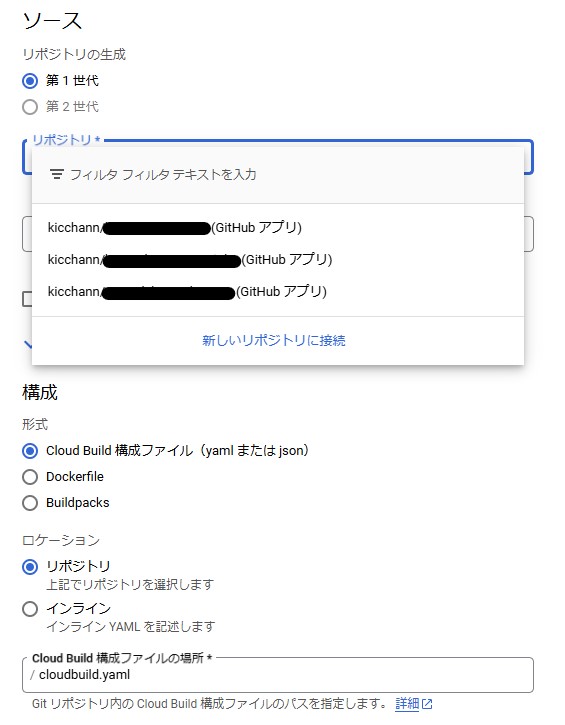 ソース
リポジトリの生成
第 1 世代
第 2 世代
リポジトリ *
フィルタ フィルタ テキストを入力
kicchann/ (GitHub アプリ)
kicchann/ (GitHub アプリ)
kicchann/ (GitHub アプリ)
新しいリポジトリに接続
構成
形式
Cloud Build 構成ファイル（yaml または json）
Dockerfile
Buildpacks
ロケーション
リポジトリ
上記でリポジトリを選択します
インライン
インライン YAML を記述します
Cloud Build 構成ファイルの場所 *
/ cloudbuild.yaml
Git リポジトリ内の Cloud Build 構成ファイルのパスを指定します。 詳細